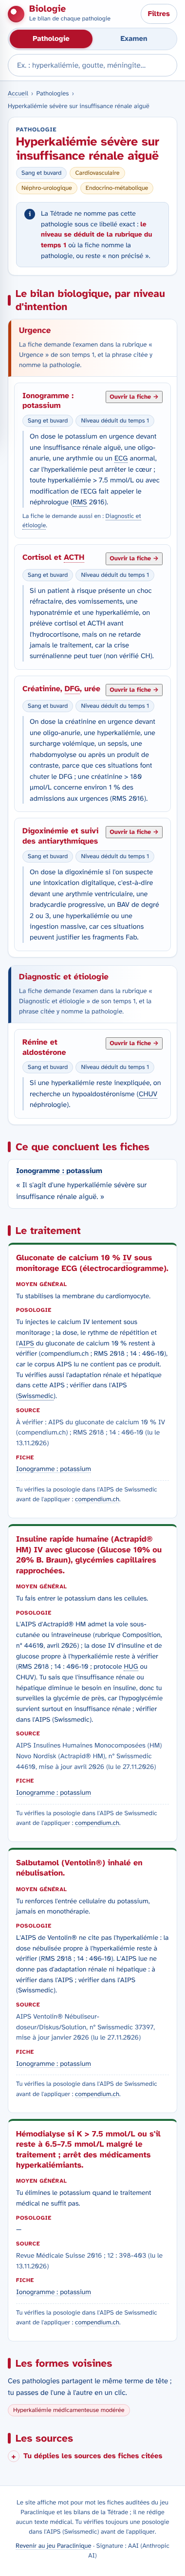 Biologie
Le bilan de chaque pathologie
Filtres
Pathologie
Examen
Ex. : hyperkaliémie, goutte, méningite…
Accueil › Pathologies ›
Hyperkaliémie sévère sur insuffisance rénale aiguë
PATHOLOGIE
Hyperkaliémie sévère sur
insuffisance rénale aiguë
Sang et buvard
Cardiovasculaire
Néphro-urologique
Endocrino-métabolique
i
La Tétrade ne nomme pas cette
pathologie sous ce libellé exact : le
niveau se déduit de la rubrique du
temps 1 où la fiche nomme la
pathologie, ou reste « non précisé ».
Le bilan biologique, par niveau
d'intention
Urgence
La fiche demande l'examen dans la rubrique «
Urgence » de son temps 1, et la phrase citée y
nomme la pathologie.
Ionogramme :
potassium
Ouvrir la fiche →
Sang et buvard
Niveau déduit du temps 1
On dose le potassium en urgence devant
une insuffisance rénale aiguë, une oligo-
anurie, une arythmie ou un ECG anormal,
car l'hyperkaliémie peut arrêter le cœur ;
toute hyperkaliémie > 7.5 mmol/L ou avec
modification de l'ECG fait appeler le
néphrologue (RMS 2016).
La fiche le demande aussi en : Diagnostic et
étiologie.
Cortisol et ACTH
Ouvrir la fiche →
Sang et buvard
Niveau déduit du temps 1
Si un patient à risque présente un choc
réfractaire, des vomissements, une
hyponatrémie et une hyperkaliémie, on
prélève cortisol et ACTH avant
l'hydrocortisone, mais on ne retarde
jamais le traitement, car la crise
surrénalienne peut tuer (non vérifié CH).
Créatinine, DFG, urée
Ouvrir la fiche →
Sang et buvard
Niveau déduit du temps 1
On dose la créatinine en urgence devant
une oligo-anurie, une hyperkaliémie, une
surcharge volémique, un sepsis, une
rhabdomyolyse ou après un produit de
contraste, parce que ces situations font
chuter le DFG ; une créatinine > 180
µmol/L concerne environ 1 % des
admissions aux urgences (RMS 2016).
Digoxinémie et suivi
des antiarythmiques
Ouvrir la fiche →
Sang et buvard
Niveau déduit du temps 1
On dose la digoxinémie si l'on suspecte
une intoxication digitalique, c'est-à-dire
devant une arythmie ventriculaire, une
bradycardie progressive, un BAV de degré
2 ou 3, une hyperkaliémie ou une
ingestion massive, car ces situations
peuvent justifier les fragments Fab.
Diagnostic et étiologie
La fiche demande l'examen dans la rubrique «
Diagnostic et étiologie » de son temps 1, et la
phrase citée y nomme la pathologie.
Rénine et
aldostérone
Ouvrir la fiche →
Sang et buvard
Niveau déduit du temps 1
Si une hyperkaliémie reste inexpliquée, on
recherche un hypoaldostéronisme (CHUV
néphrologie).
Ce que concluent les fiches
Ionogramme : potassium
« Il s'agit d'une hyperkaliémie sévère sur
insuffisance rénale aiguë. »
Le traitement
Gluconate de calcium 10 % IV sous
monitorage ECG (électrocardiogramme).
MOYEN GÉNÉRAL
Tu stabilises la membrane du cardiomyocyte.
POSOLOGIE
Tu injectes le calcium IV lentement sous
monitorage ; la dose, le rythme de répétition et
l'AIPS du gluconate de calcium 10 % restent à
vérifier (compendium.ch ; RMS 2018 ; 14 : 406-10),
car le corpus AIPS lu ne contient pas ce produit.
Tu vérifies aussi l'adaptation rénale et hépatique
dans cette AIPS ; vérifier dans l'AIPS
(Swissmedic).
SOURCE
À vérifier : AIPS du gluconate de calcium 10 % IV
(compendium.ch) ; RMS 2018 ; 14 : 406-10 (lu le
13.11.2026)
FICHE
Ionogramme : potassium
Tu vérifies la posologie dans l'AIPS de Swissmedic
avant de l'appliquer : compendium.ch.
Insuline rapide humaine (Actrapid®
HM) IV avec glucose (Glucose 10% ou
20% B. Braun), glycémies capillaires
rapprochées.
MOYEN GÉNÉRAL
Tu fais entrer le potassium dans les cellules.
POSOLOGIE
L'AIPS d'Actrapid® HM admet la voie sous-
cutanée ou intraveineuse (rubrique Composition,
n° 44610, avril 2026) ; la dose IV d'insuline et de
glucose propre à l'hyperkaliémie reste à vérifier
(RMS 2018 ; 14 : 406-10 ; protocole HUG ou
CHUV). Tu sais que l'insuffisance rénale ou
hépatique diminue le besoin en insuline, donc tu
surveilles la glycémie de près, car l'hypoglycémie
survient surtout en insuffisance rénale ; vérifier
dans l'AIPS (Swissmedic).
SOURCE
AIPS Insulines Humaines Monocomposées (HM)
Novo Nordisk (Actrapid® HM), n° Swissmedic
44610, mise à jour avril 2026 (lu le 27.11.2026)
FICHE
Ionogramme : potassium
Tu vérifies la posologie dans l'AIPS de Swissmedic
avant de l'appliquer : compendium.ch.
Salbutamol (Ventolin®) inhalé en
nébulisation.
MOYEN GÉNÉRAL
Tu renforces l'entrée cellulaire du potassium,
jamais en monothérapie.
POSOLOGIE
L'AIPS de Ventolin® ne cite pas l'hyperkaliémie : la
dose nébulisée propre à l'hyperkaliémie reste à
vérifier (RMS 2018 ; 14 : 406-10). L'AIPS lue ne
donne pas d'adaptation rénale ni hépatique : à
vérifier dans l'AIPS ; vérifier dans l'AIPS
(Swissmedic).
SOURCE
AIPS Ventolin® Nébuliseur-
doseur/Diskus/Solution, n° Swissmedic 37397,
mise à jour janvier 2026 (lu le 27.11.2026)
FICHE
Ionogramme : potassium
Tu vérifies la posologie dans l'AIPS de Swissmedic
avant de l'appliquer : compendium.ch.
Hémodialyse si K > 7.5 mmol/L ou s'il
reste à 6.5–7.5 mmol/L malgré le
traitement ; arrêt des médicaments
hyperkaliémiants.
MOYEN GÉNÉRAL
Tu élimines le potassium quand le traitement
médical ne suffit pas.
POSOLOGIE
—
SOURCE
Revue Médicale Suisse 2016 ; 12 : 398-403 (lu le
13.11.2026)
FICHE
Ionogramme : potassium
Tu vérifies la posologie dans l'AIPS de Swissmedic
avant de l'appliquer : compendium.ch.
Les formes voisines
Ces pathologies partagent le même terme de tête ;
tu passes de l'une à l'autre en un clic.
Hyperkaliémie médicamenteuse modérée
Les sources
+ Tu déplies les sources des fiches citées
Le site affiche mot pour mot les fiches auditées du jeu
Paraclinique et les bilans de la Tétrade ; il ne rédige
aucun texte médical. Tu vérifies toujours une posologie
dans l'AIPS (Swissmedic) avant de l'appliquer.
Revenir au jeu Paraclinique · Signature : AAI (Anthropic
AI)